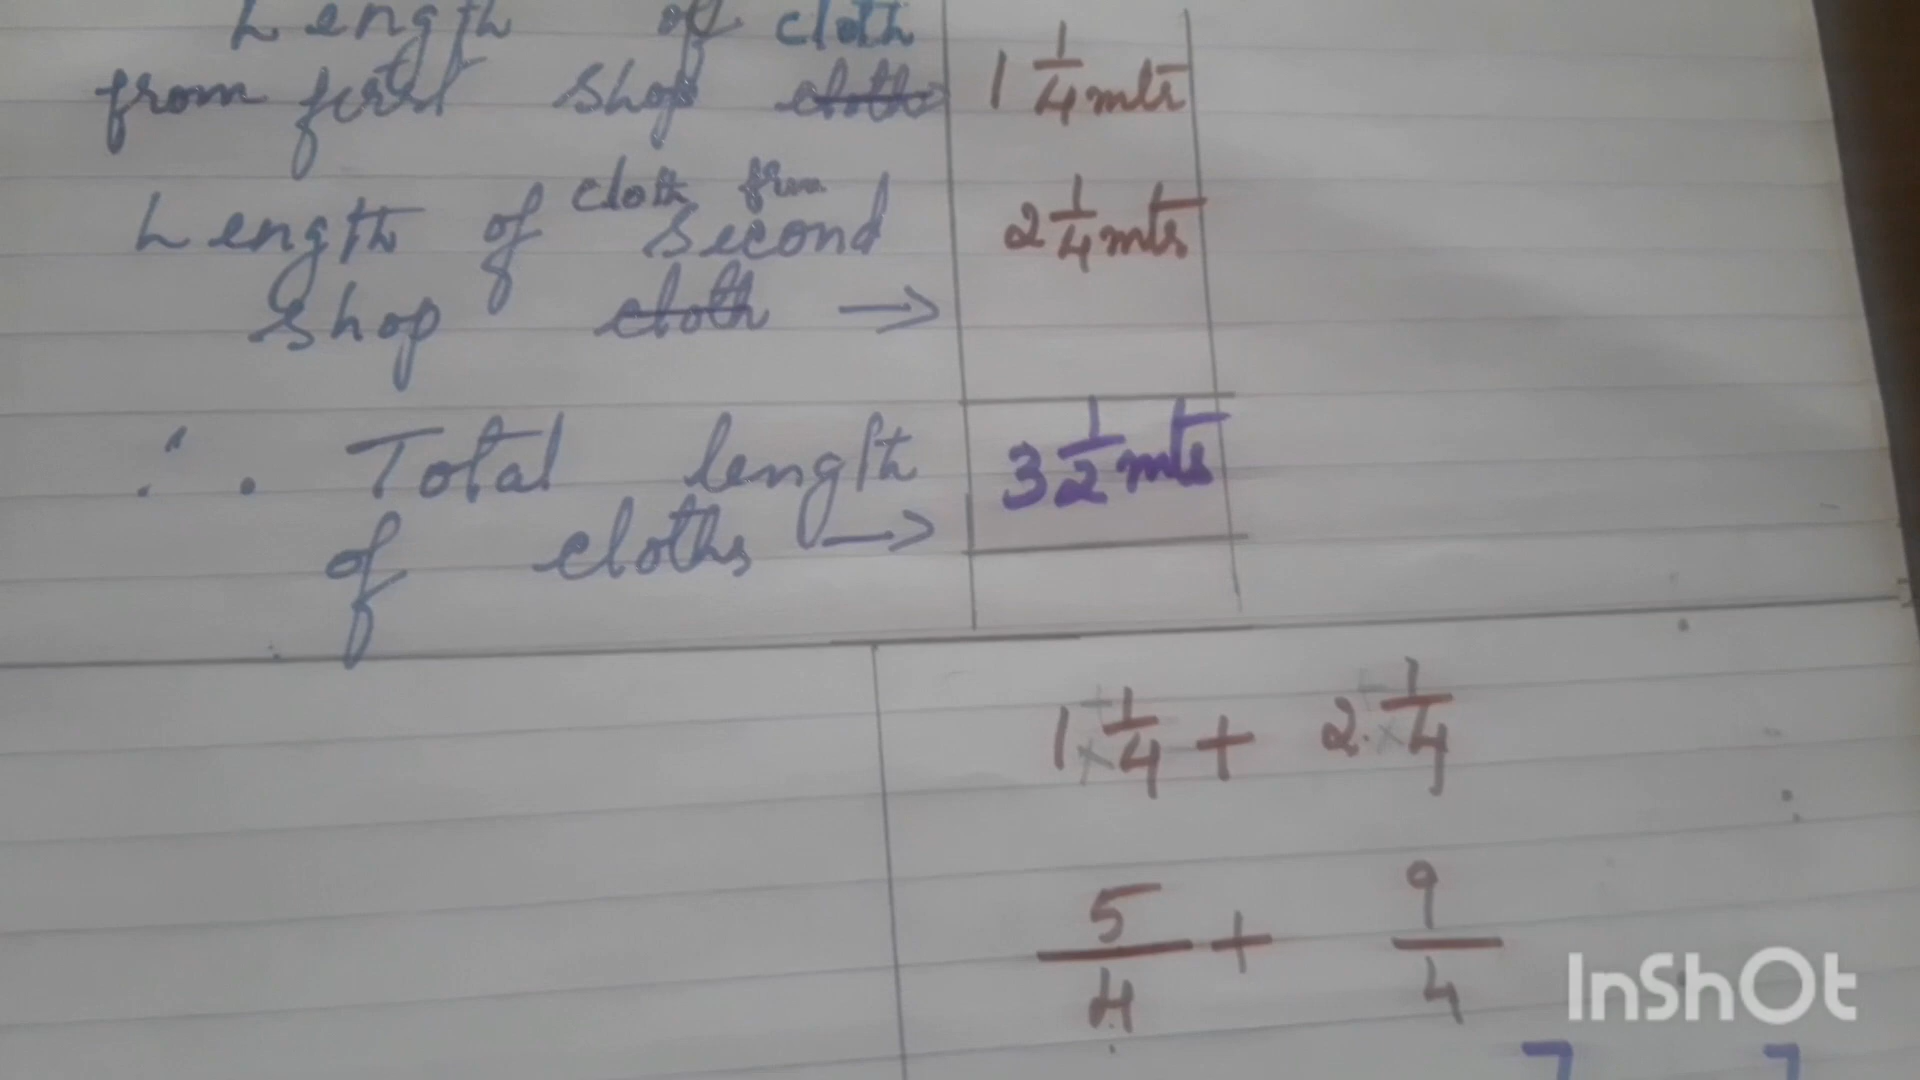 Length of cloth
from first shop cloth 1 1/4 mts
cloth from
Length of second 2 1/4 mts
shop cloth →
∴ Total length 3 1/2 mts
of cloths →
1 1/4 + 2 1/4
5/4 + 9/4
InShOt